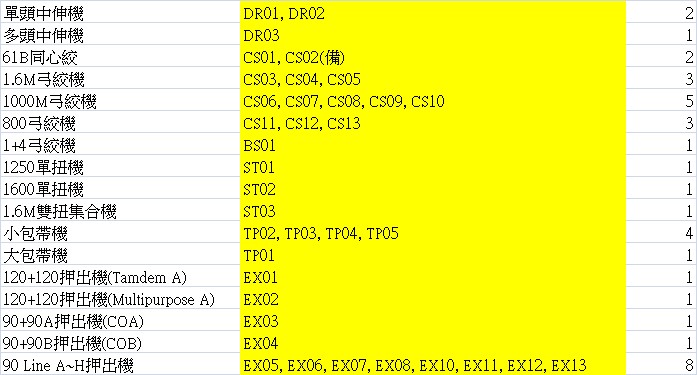 單頭中伸機 DR01, DR02 2
多頭中伸機 DR03 1
61B同心絞 CS01, CS02(備) 2
1.6M弓絞機 CS03, CS04, CS05 3
1000M弓絞機 CS06, CS07, CS08, CS09, CS10 5
800弓絞機 CS11, CS12, CS13 3
1+4弓絞機 BS01 1
1250單扭機 ST01 1
1600單扭機 ST02 1
1.6M雙扭集合機 ST03 1
小包帶機 TP02, TP03, TP04, TP05 4
大包帶機 TP01 1
120+120押出機(Tamdem A) EX01 1
120+120押出機(Multipurpose A) EX02 1
90+90A押出機(COA) EX03 1
90+90B押出機(COB) EX04 1
90 Line A~H押出機 EX05, EX06, EX07, EX08, EX10, EX11, EX12, EX13 8